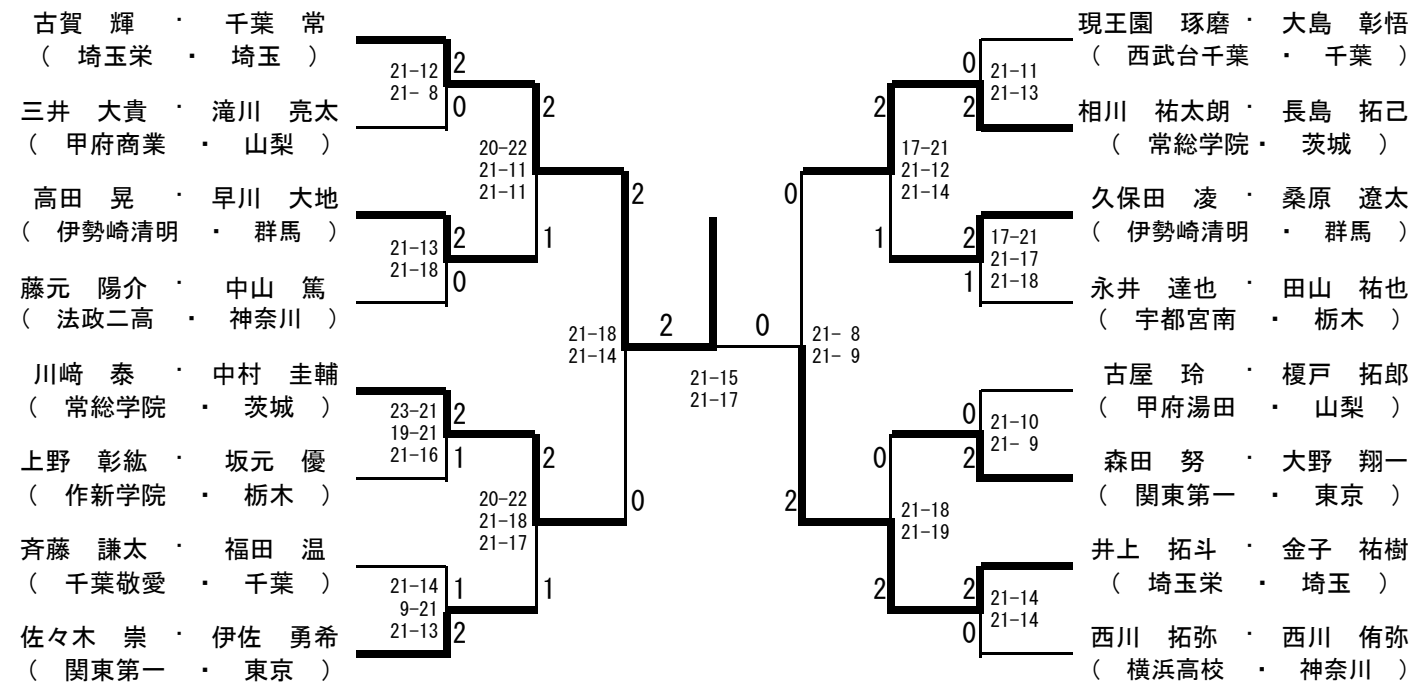 古賀 輝 ・ 千葉 常
( 埼玉栄 ・ 埼玉 )
21-12
21- 8
2
0
三井 大貴 ・ 滝川 亮太
( 甲府商業 ・ 山梨 )
2
20-22
21-11
21-11
1
高田 晃 ・ 早川 大地
( 伊勢崎清明 ・ 群馬 )
21-13
21-18
2
0
藤元 陽介 ・ 中山 篤
( 法政二高 ・ 神奈川 )
2
21-18
21-14
0
川﨑 泰 ・ 中村 圭輔
( 常総学院 ・ 茨城 )
23-21
19-21
21-16
2
1
上野 彰紘 ・ 坂元 優
( 作新学院 ・ 栃木 )
2
20-22
21-18
21-17
1
斉藤 謙太 ・ 福田 温
( 千葉敬愛 ・ 千葉 )
21-14
9-21
21-13
1
2
佐々木 崇 ・ 伊佐 勇希
( 関東第一 ・ 東京 )
2 0
21-15
21-17
現王園 琢磨 ・ 大島 彰悟
( 西武台千葉 ・ 千葉 )
0
2
21-11
21-13
相川 祐太朗 ・ 長島 拓己
( 常総学院 ・ 茨城 )
2
17-21
21-12
21-14
1
久保田 凌 ・ 桑原 遼太
( 伊勢崎清明 ・ 群馬 )
2
1
17-21
21-17
21-18
永井 達也 ・ 田山 祐也
( 宇都宮南 ・ 栃木 )
0
21- 8
21- 9
2
古屋 玲 ・ 榎戸 拓郎
( 甲府湯田 ・ 山梨 )
0
2
21-10
21- 9
森田 努 ・ 大野 翔一
( 関東第一 ・ 東京 )
0
21-18
21-19
2
井上 拓斗 ・ 金子 祐樹
( 埼玉栄 ・ 埼玉 )
2
0
21-14
21-14
西川 拓弥 ・ 西川 侑弥
( 横浜高校 ・ 神奈川 )